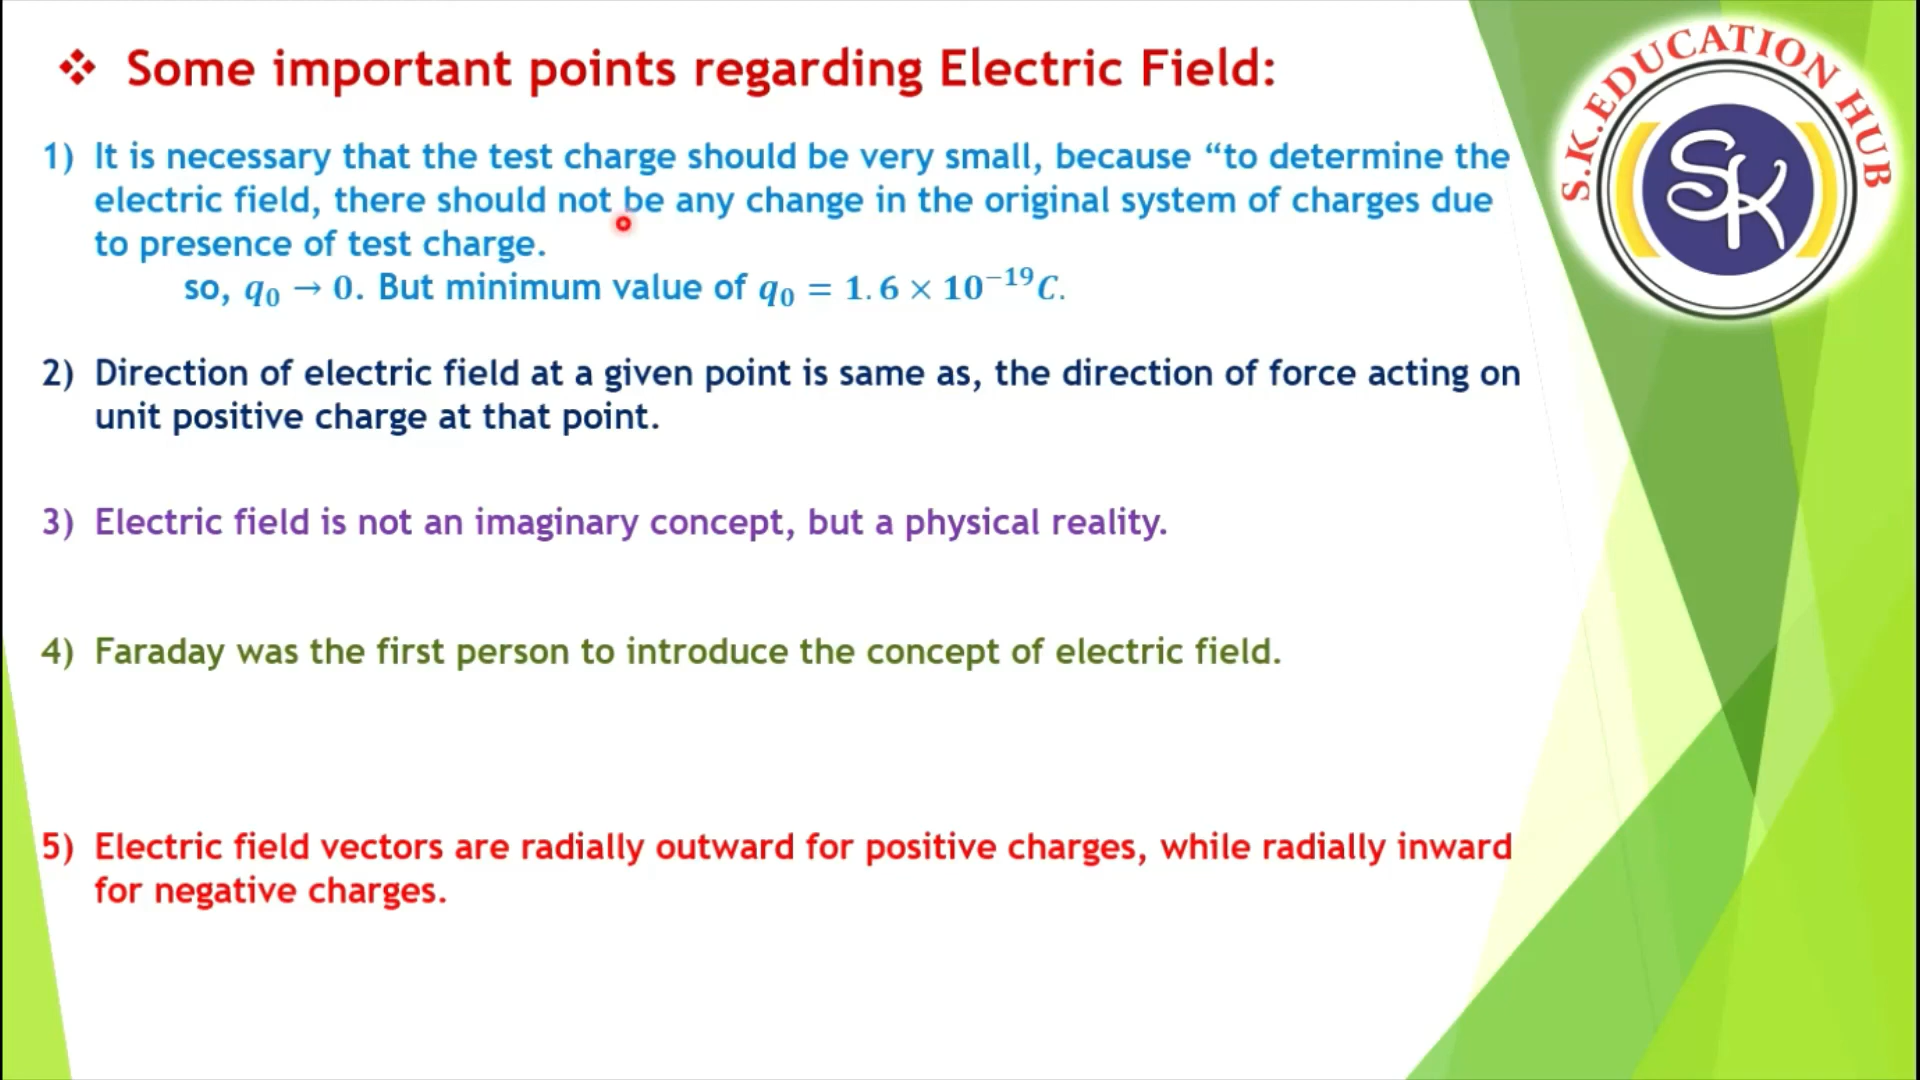 ❖ Some important points regarding Electric Field:
1) It is necessary that the test charge should be very small, because “to determine the
electric field, there should not be any change in the original system of charges due
to presence of test charge.
so, q₀ → 0. But minimum value of q₀ = 1.6 × 10⁻¹⁹C.
2) Direction of electric field at a given point is same as, the direction of force acting on
unit positive charge at that point.
3) Electric field is not an imaginary concept, but a physical reality.
4) Faraday was the first person to introduce the concept of electric field.
5) Electric field vectors are radially outward for positive charges, while radially inward
for negative charges.
S.K.EDUCATION HUB
SK